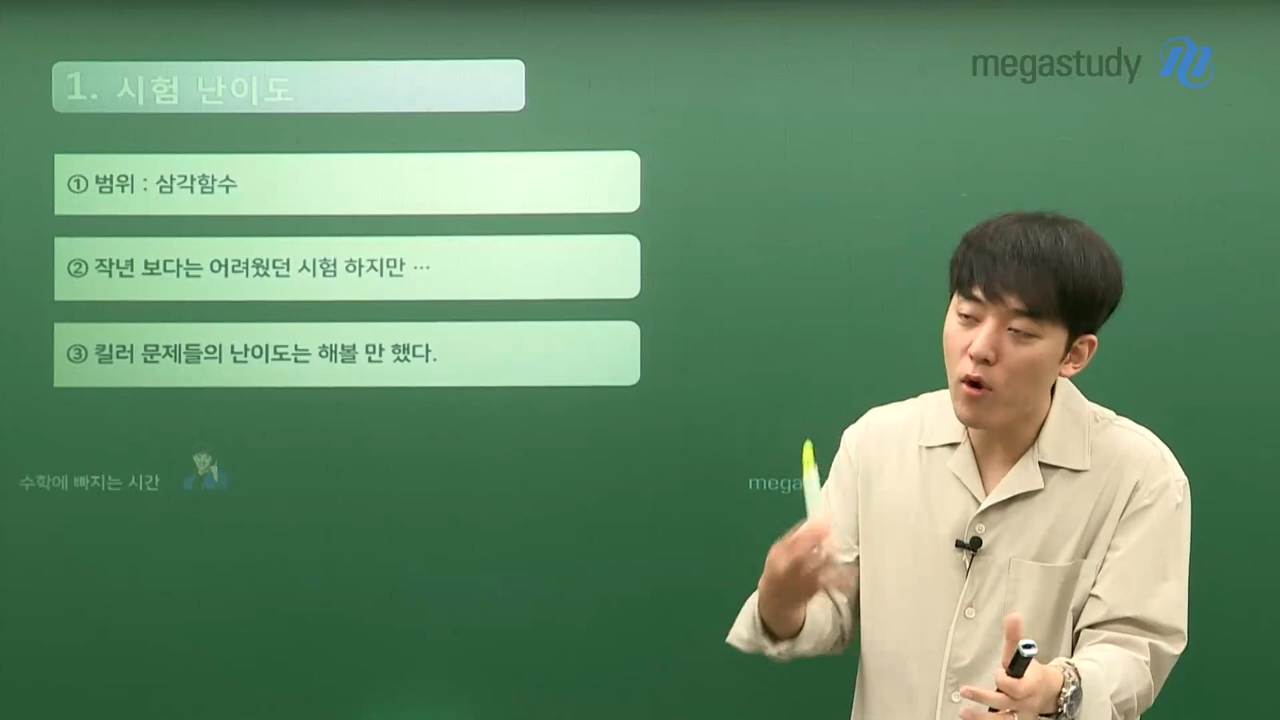 megastudy
1. 시험 난이도
① 범위 : 삼각함수
② 작년 보다는 어려웠던 시험 하지만 …
③ 킬러 문제들의 난이도는 해볼 만 했다.
수학에 빠지는 시간
mega